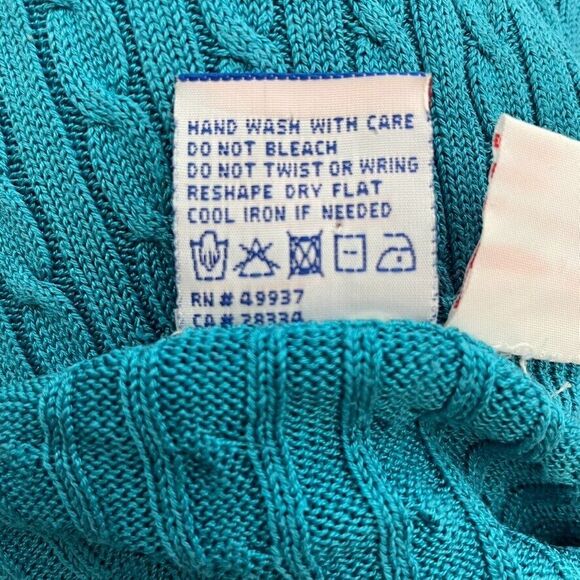 HAND WASH WITH CARE
DO NOT BLEACH
DO NOT TWIST OR WRING
RESHAPE DRY FLAT
COOL IRON IF NEEDED
RN# 49937
CA# 28334